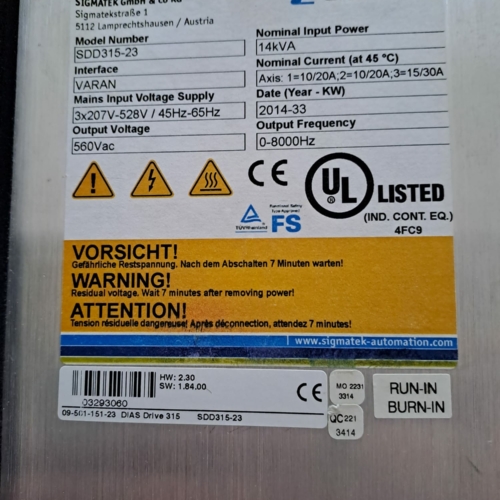 SIGMATEK GmbH & Co KG
Sigmatekstraße 1
5112 Lamprechtshausen / Austria
Model Number
SDD315-23
Interface
VARAN
Mains Input Voltage Supply
3x207V-528V / 45Hz-65Hz
Output Voltage
560Vac
Nominal Input Power
14kVA
Nominal Current (at 45 °C)
Axis: 1=10/20A;2=10/20A;3=15/30A
Date (Year - KW)
2014-33
Output Frequency
0-8000Hz
CE
UL
LISTED
(IND. CONT. EQ.)
4FC9
TÜV
Functional Safety
Type Approved
FS
VORSICHT!
Gefährliche Restspannung. Nach dem Abschalten 7 Minuten warten!
WARNING!
Residual voltage. Wait 7 minutes after removing power!
ATTENTION!
Tension résiduelle dangereuse! Après déconnection, attendez 7 minutes!
www.sigmatek-automation.com
HW: 2.30
SW: 1.84.00
03293060
09-501-151-23 DIAS Drive 315 SDD315-23
CE
MO 2231
3314
QC 221
3414
RUN-IN
BURN-IN